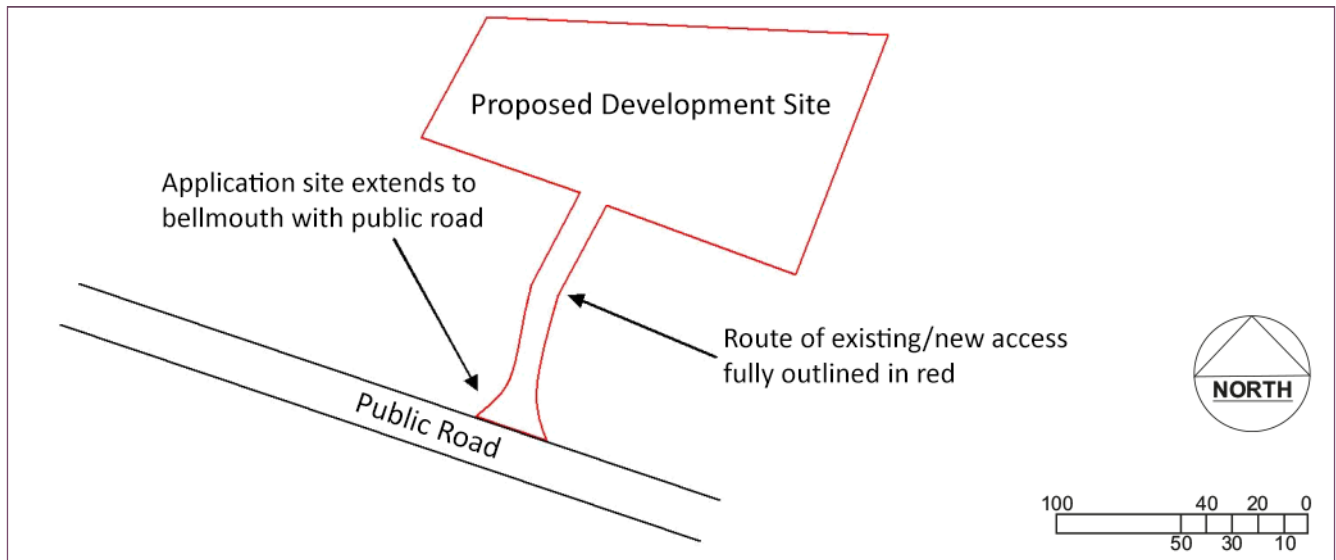 Proposed Development Site
Application site extends to
bellmouth with public road
Route of existing/new access
fully outlined in red
Public Road
NORTH
100 40 20 0
50 30 10